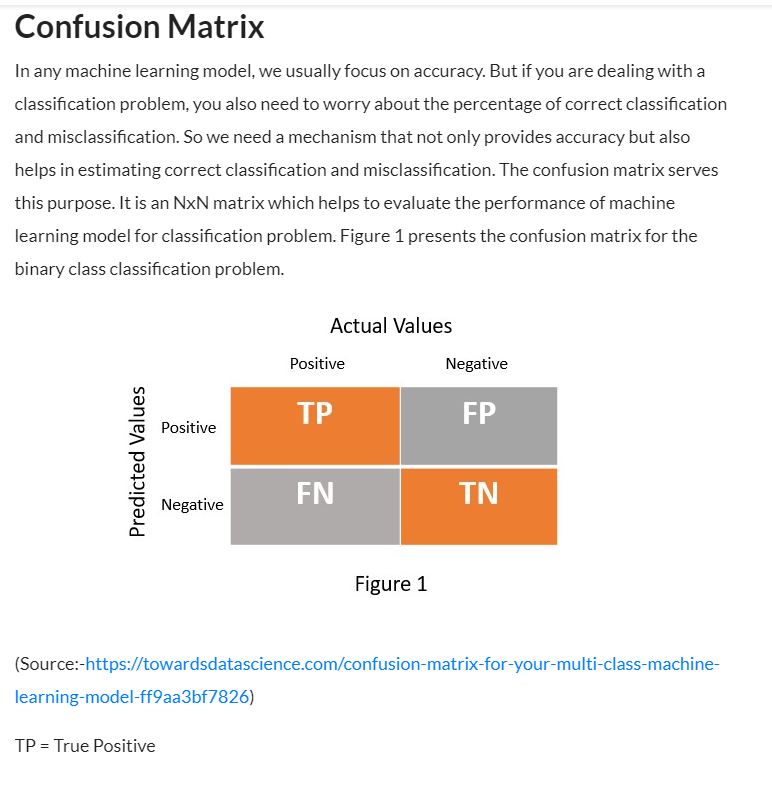 Confusion Matrix
In any machine learning model, we usually focus on accuracy. But if you are dealing with a
classification problem, you also need to worry about the percentage of correct classification
and misclassification. So we need a mechanism that not only provides accuracy but also
helps in estimating correct classification and misclassification. The confusion matrix serves
this purpose. It is an NxN matrix which helps to evaluate the performance of machine
learning model for classification problem. Figure 1 presents the confusion matrix for the
binary class classification problem.
Actual Values
Positive Negative
Predicted Values
Positive TP FP
Negative FN TN
Figure 1
(Source:-https://towardsdatascience.com/confusion-matrix-for-your-multi-class-machine-
learning-model-ff9aa3bf7826)
TP = True Positive